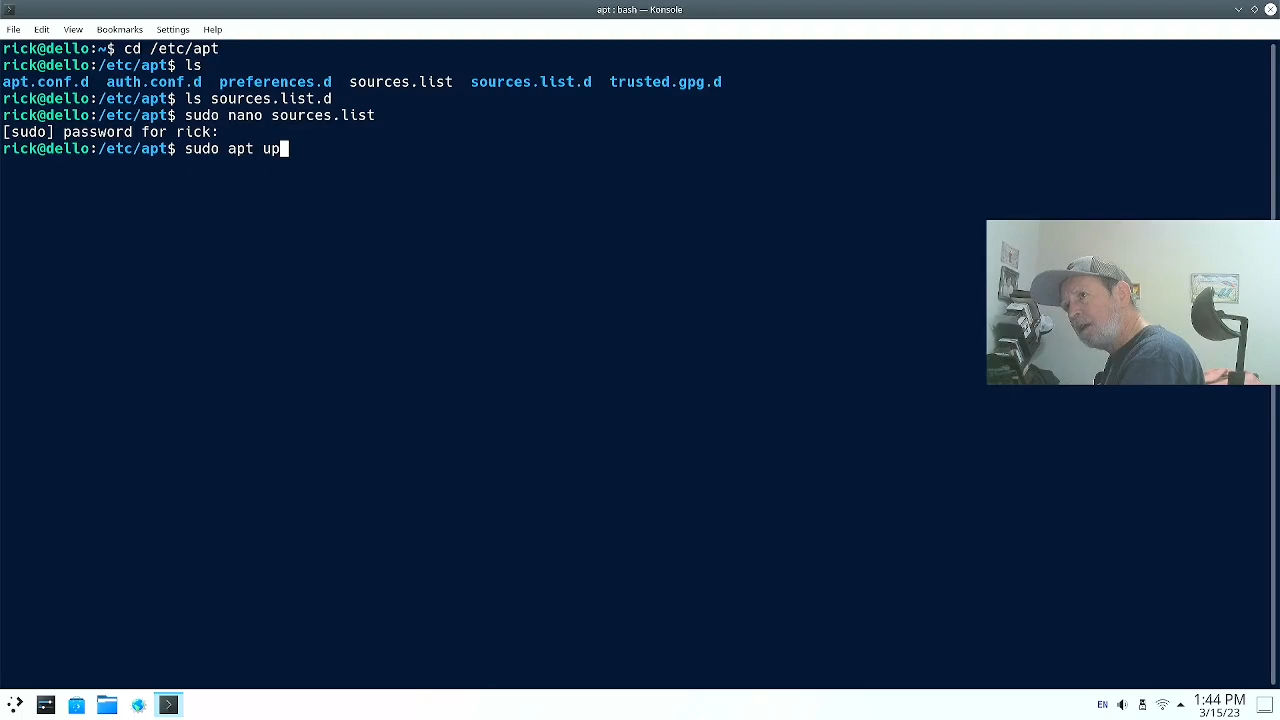 apt : bash — Konsole
File Edit View Bookmarks Settings Help
rick@dello:~$ cd /etc/apt
rick@dello:/etc/apt$ ls
apt.conf.d auth.conf.d preferences.d sources.list sources.list.d trusted.gpg.d
rick@dello:/etc/apt$ ls sources.list.d
rick@dello:/etc/apt$ sudo nano sources.list
[sudo] password for rick:
rick@dello:/etc/apt$ sudo apt up
EN
1:44 PM
3/15/23